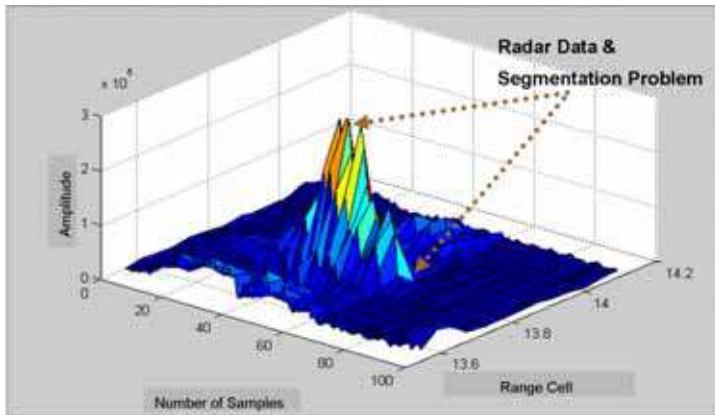 Radar Data &
Segmentation Problem
x 10
3
2
1
0
Amplitude
0
20
40
60
80
100
Number of Samples
13.6
13.8
14
14.2
Range Cell